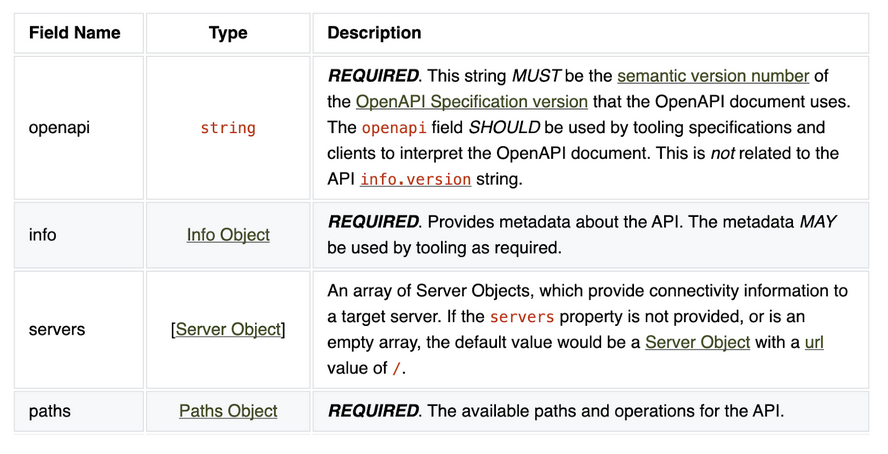 Field Name Type Description
openapi string REQUIRED. This string MUST be the semantic version number of
the OpenAPI Specification version that the OpenAPI document uses.
The openapi field SHOULD be used by tooling specifications and
clients to interpret the OpenAPI document. This is not related to the
API info.version string.
info Info Object REQUIRED. Provides metadata about the API. The metadata MAY
be used by tooling as required.
servers [Server Object] An array of Server Objects, which provide connectivity information to
a target server. If the servers property is not provided, or is an
empty array, the default value would be a Server Object with a url
value of /.
paths Paths Object REQUIRED. The available paths and operations for the API.